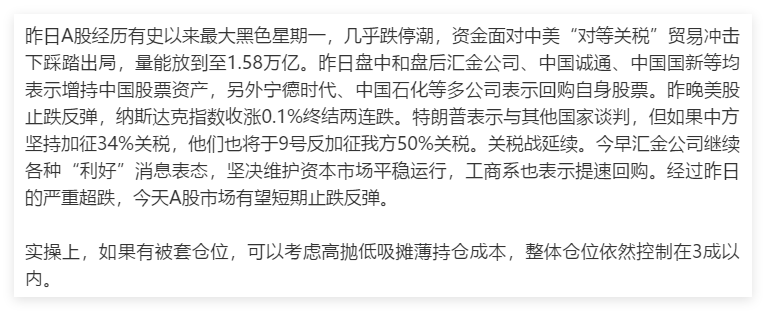 昨日A股经历有史以来最大黑色星期一，几乎跌停潮，资金面对中美“对等关税”贸易冲击
下踩踏出局，量能放到至1.58万亿。昨日盘中和盘后汇金公司、中国诚通、中国国新等均
表示增持中国股票资产，另外宁德时代、中国石化等多公司表示回购自身股票。昨晚美股
止跌反弹，纳斯达克指数收涨0.1%终结两连跌。特朗普表示与其他国家谈判，但如果中方
坚持加征34%关税，他们也将于9号反加征我方50%关税。关税战延续。今早汇金公司继续
各种“利好”消息表态，坚决维护资本市场平稳运行，工商系也表示提速回购。经过昨日
的严重超跌，今天A股市场有望短期止跌反弹。
实操上，如果有被套仓位，可以考虑高抛低吸摊薄持仓成本，整体仓位依然控制在3成以
内。